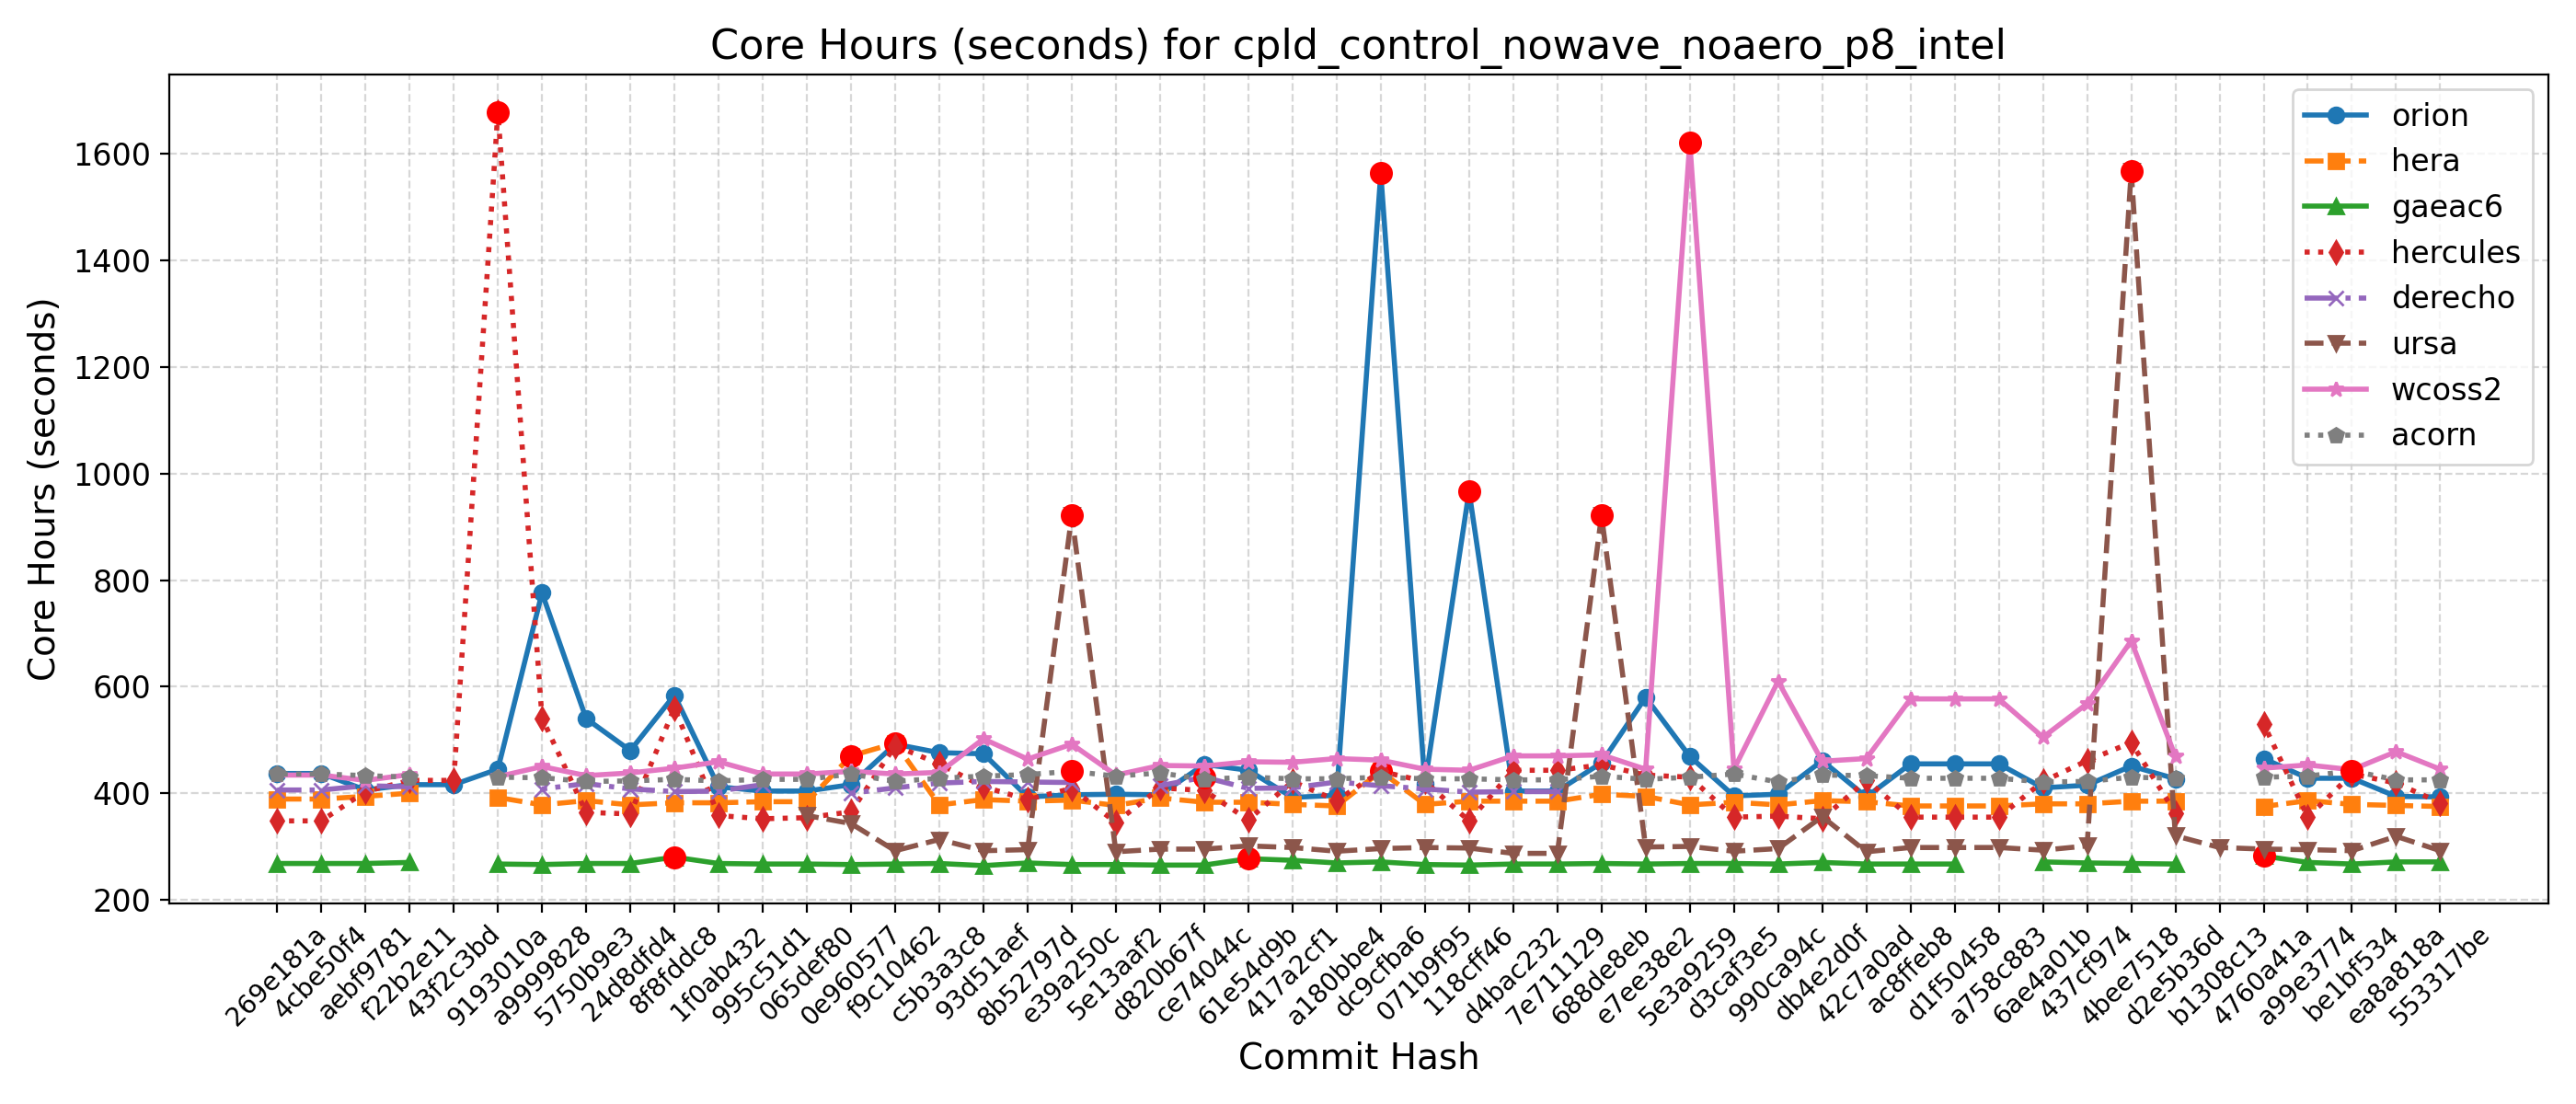 Core Hours (seconds) for cpld_control_nowave_noaero_p8_intel
Core Hours (seconds)
1600
1400
1200
1000
800
600
400
200
orion
hera
gaeac6
hercules
derecho
ursa
wcoss2
acorn
269e181a
4cbe50f4
aebf9781
f22b2e11
43f2c3bd
9193010a
a9999828
5750b9e3
24d8dfd4
8f8fddc8
1f0ab432
995c51d1
065def80
0e960577
f9c10462
c5b3a3c8
93d51aef
8b52797d
e39a250c
5e13aaf2
d820b67f
ce74044c
61e54d9b
417a2cf1
a180bbe4
dc9cfba6
071b9f95
118cff46
d4bac232
7e711129
688de8eb
e7ee38e2
5e3a9259
d3caf3e5
990ca94c
db4e2d0f
42c7a0ad
ac8ffeb8
d1f50458
a758c883
6ae4a01b
437cf974
4bee7518
d2e5b36d
b1308c13
4760a41a
a99e3774
be1bf534
ea8a818a
553317be
Commit Hash